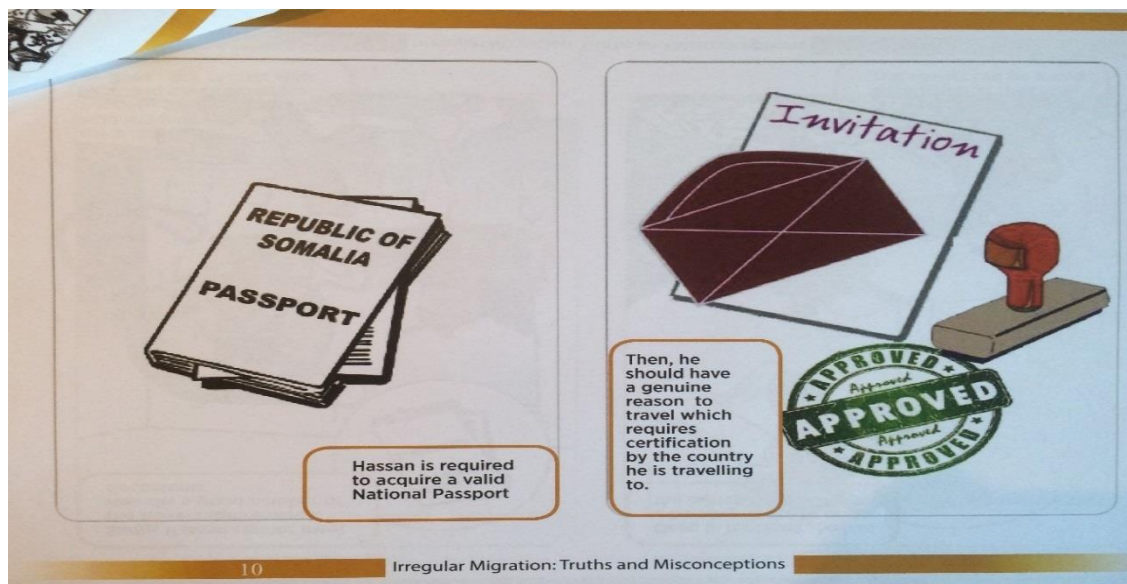 REPUBLIC OF
SOMALIA
PASSPORT
Hassan is required
to acquire a valid
National Passport
Invitation
Then, he
should have
a genuine
reason to
travel which
requires
certification
by the country
he is travelling
to.
APPROVED
Approved
APPROVED
Approved
APPROVED
10
Irregular Migration: Truths and Misconceptions